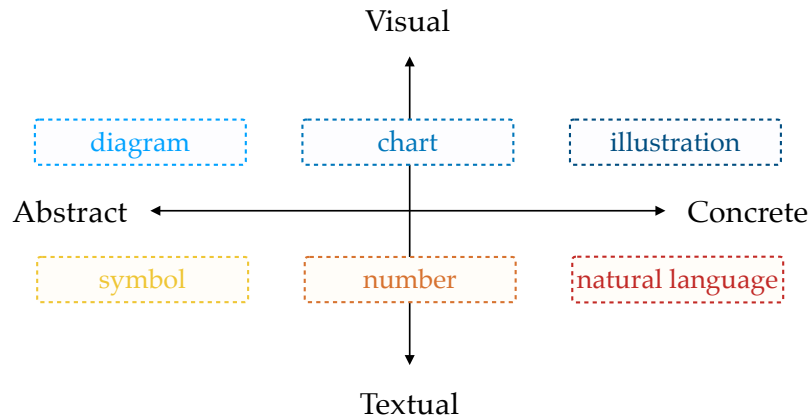 Visual
diagram
chart
illustration
Abstract
Concrete
symbol
number
natural language
Textual